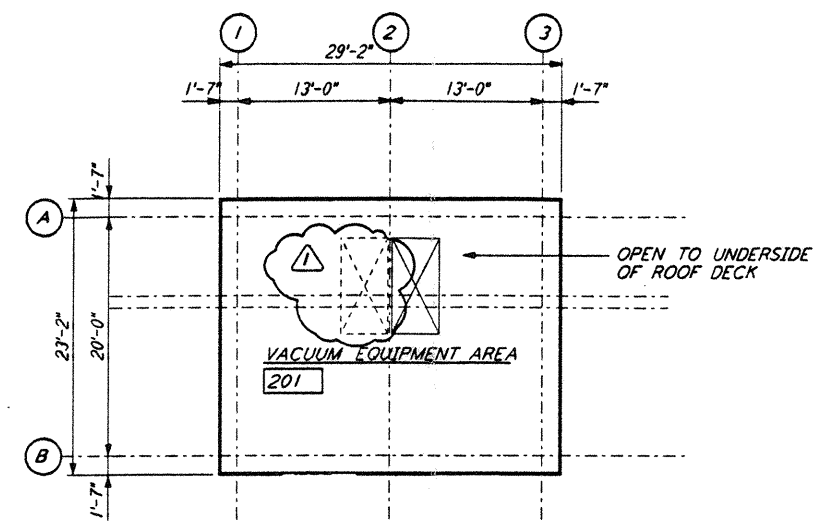 1 2 3
29'-2"
1'-7" 13'-0" 13'-0" 1'-7"
1'-7"
A
1
OPEN TO UNDERSIDE
OF ROOF DECK
23'-2" 20'-0"
VACUUM EQUIPMENT AREA
201
B
1'-7"